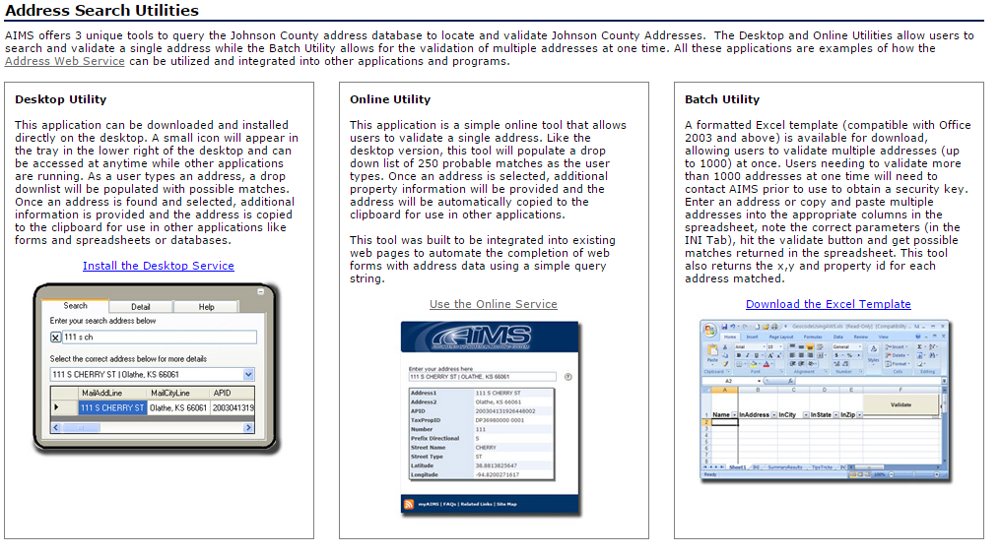 Address Search Utilities
AIMS offers 3 unique tools to query the Johnson County address database to locate and validate Johnson County Addresses.  The Desktop and Online Utilities allow users to
search and validate a single address while the Batch Utility allows for the validation of multiple addresses at one time. All these applications are examples of how the
Address Web Service can be utilized and integrated into other applications and programs.
Desktop Utility
This application can be downloaded and installed
directly on the desktop. A small icon will appear in
the tray in the lower right of the desktop and can
be accessed at anytime while other applications
are running. As a user types an address, a drop
downlist will be populated with possible matches.
Once an address is found and selected, additional
information is provided and the address is copied
to the clipboard for use in other applications like
forms and spreadsheets or databases.
Install the Desktop Service
Search Detail Help
Enter your search address below
111 s ch
Select the correct address below for more details
111 S CHERRY ST | Olathe, KS 66061
MailAddLine MailCityLine APID
111 S CHERRY ST Olathe, KS 66061 2003041319
Online Utility
This application is a simple online tool that allows
users to validate a single address. Like the
desktop version, this tool will populate a drop
down list of 250 probable matches as the user
types. Once an address is selected, additional
property information will be provided and the
address will be automatically copied to the
clipboard for use in other applications.
This tool was built to be integrated into existing
web pages to automate the completion of web
forms with address data using a simple query
string.
Use the Online Service
AIMS
Enter your address here
111 S CHERRY ST | OLATHE, KS 66061
Address1 111 S CHERRY ST
Address2 Olathe, KS 66061
APID 200304131926448002
TaxPropID DP36980000 0001
Number 111
Prefix Directional S
Street Name CHERRY
Street Type ST
Latitude 38.8813825647
Longitude -94.8200271617
myAIMS | FAQs | Related Links | Site Map
Batch Utility
A formatted Excel template (compatible with Office
2003 and above) is available for download,
allowing users to validate multiple addresses (up
to 1000) at once. Users needing to validate more
than 1000 addresses at one time will need to
contact AIMS prior to use to obtain a security key.
Enter an address or copy and paste multiple
addresses into the appropriate columns in the
spreadsheet, note the correct parameters (in the
INI Tab), hit the validate button and get possible
matches returned in the spreadsheet. This tool
also returns the x,y and property id for each
address matched.
Download the Excel Template
Home Insert Page Layout Formulas Data Review View
Clipboard Font Alignment Number Cells Editing
A2
A B C D E F
Validate
1 Name InAddress InCity InState InZip
2
3
4
5
6
7
8
Sheet1 INI SummaryResults TipsTricks
Ready 100%